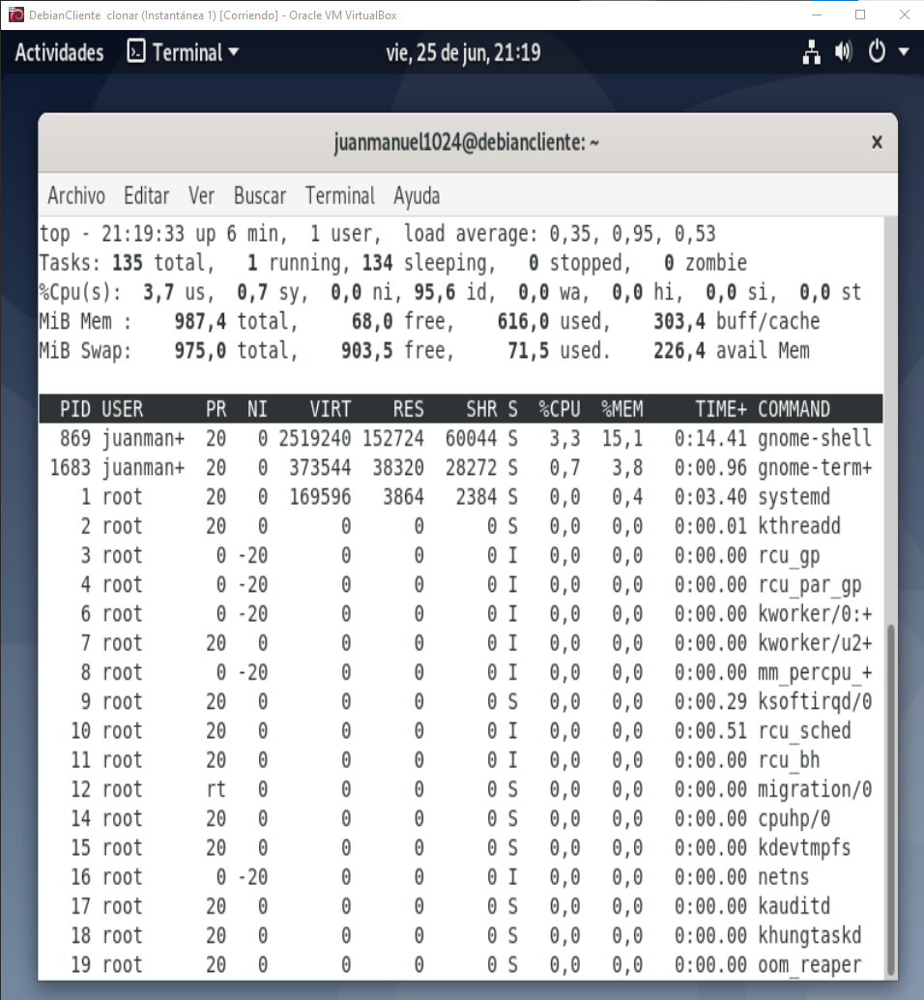 DebianCliente clonar (Instantánea 1) [Corriendo] - Oracle VM VirtualBox
Actividades Terminal vie, 25 de jun, 21:19
juanmanuel1024@debiancliente: ~
Archivo Editar Ver Buscar Terminal Ayuda
top - 21:19:33 up 6 min, 1 user, load average: 0,35, 0,95, 0,53
Tasks: 135 total, 1 running, 134 sleeping, 0 stopped, 0 zombie
%Cpu(s): 3,7 us, 0,7 sy, 0,0 ni, 95,6 id, 0,0 wa, 0,0 hi, 0,0 si, 0,0 st
MiB Mem : 987,4 total, 68,0 free, 616,0 used, 303,4 buff/cache
MiB Swap: 975,0 total, 903,5 free, 71,5 used. 226,4 avail Mem
PID USER PR NI VIRT RES SHR S %CPU %MEM TIME+ COMMAND
869 juanman+ 20 0 2519240 152724 60044 S 3,3 15,1 0:14.41 gnome-shell
1683 juanman+ 20 0 373544 38320 28272 S 0,7 3,8 0:00.96 gnome-term+
1 root 20 0 169596 3864 2384 S 0,0 0,4 0:03.40 systemd
2 root 20 0 0 0 0 S 0,0 0,0 0:00.01 kthreadd
3 root 0 -20 0 0 0 I 0,0 0,0 0:00.00 rcu_gp
4 root 0 -20 0 0 0 I 0,0 0,0 0:00.00 rcu_par_gp
6 root 0 -20 0 0 0 I 0,0 0,0 0:00.00 kworker/0:+
7 root 20 0 0 0 0 I 0,0 0,0 0:00.00 kworker/u2+
8 root 0 -20 0 0 0 I 0,0 0,0 0:00.00 mm_percpu_+
9 root 20 0 0 0 0 S 0,0 0,0 0:00.29 ksoftirqd/0
10 root 20 0 0 0 0 I 0,0 0,0 0:00.51 rcu_sched
11 root 20 0 0 0 0 I 0,0 0,0 0:00.00 rcu_bh
12 root rt 0 0 0 0 S 0,0 0,0 0:00.00 migration/0
14 root 20 0 0 0 0 S 0,0 0,0 0:00.00 cpuhp/0
15 root 20 0 0 0 0 S 0,0 0,0 0:00.00 kdevtmpfs
16 root 0 -20 0 0 0 I 0,0 0,0 0:00.00 netns
17 root 20 0 0 0 0 S 0,0 0,0 0:00.00 kauditd
18 root 20 0 0 0 0 S 0,0 0,0 0:00.00 khungtaskd
19 root 20 0 0 0 0 S 0,0 0,0 0:00.00 oom_reaper